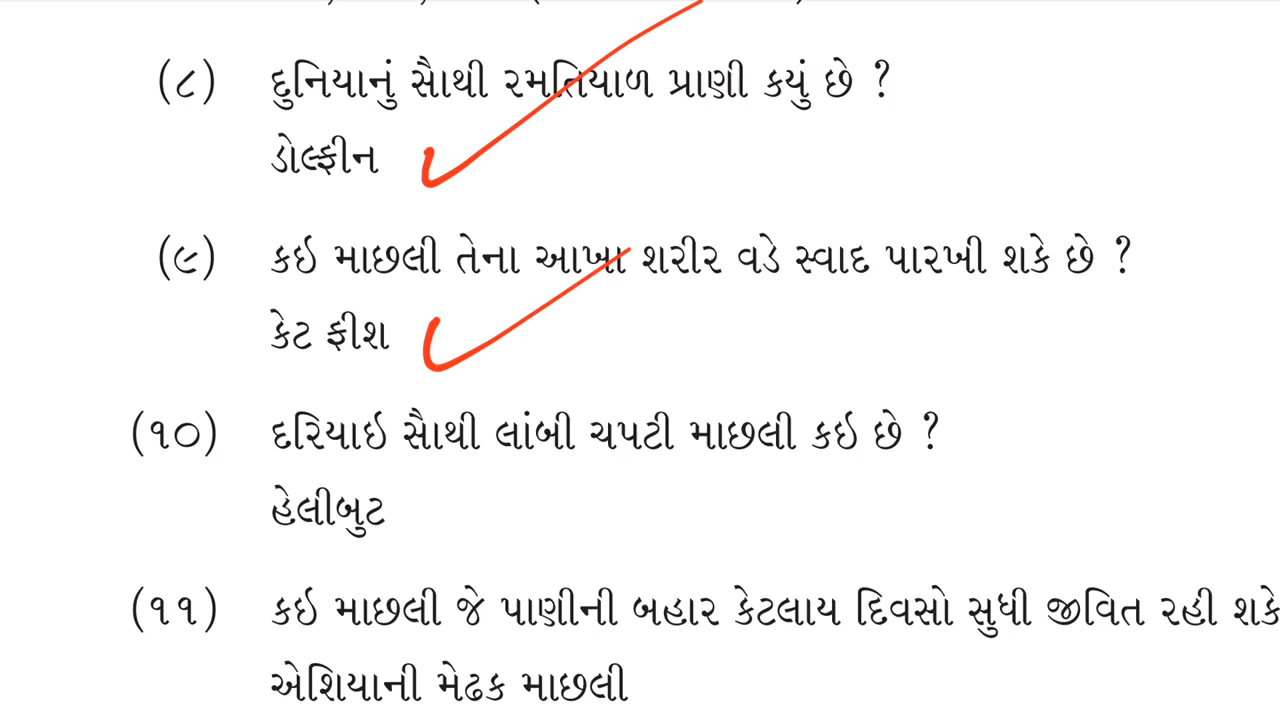 (૮) દુનિયાનું સૌાથી રમતિયાળ પ્રાણી કયું છે ?
ડોલ્ફીન
(૯) કઇ માછલી તેના આખા શરીર વડે સ્વાદ પારખી શકે છે ?
કેટ ફીશ
(૧૦) દરિયાઇ સૌાથી લાંબી ચપટી માછલી કઇ છે ?
હેલીબુટ
(૧૧) કઇ માછલી જે પાણીની બહાર કેટલાય દિવસો સુધી જીવિત રહી શકે
એશિયાની મેઢક માછલી